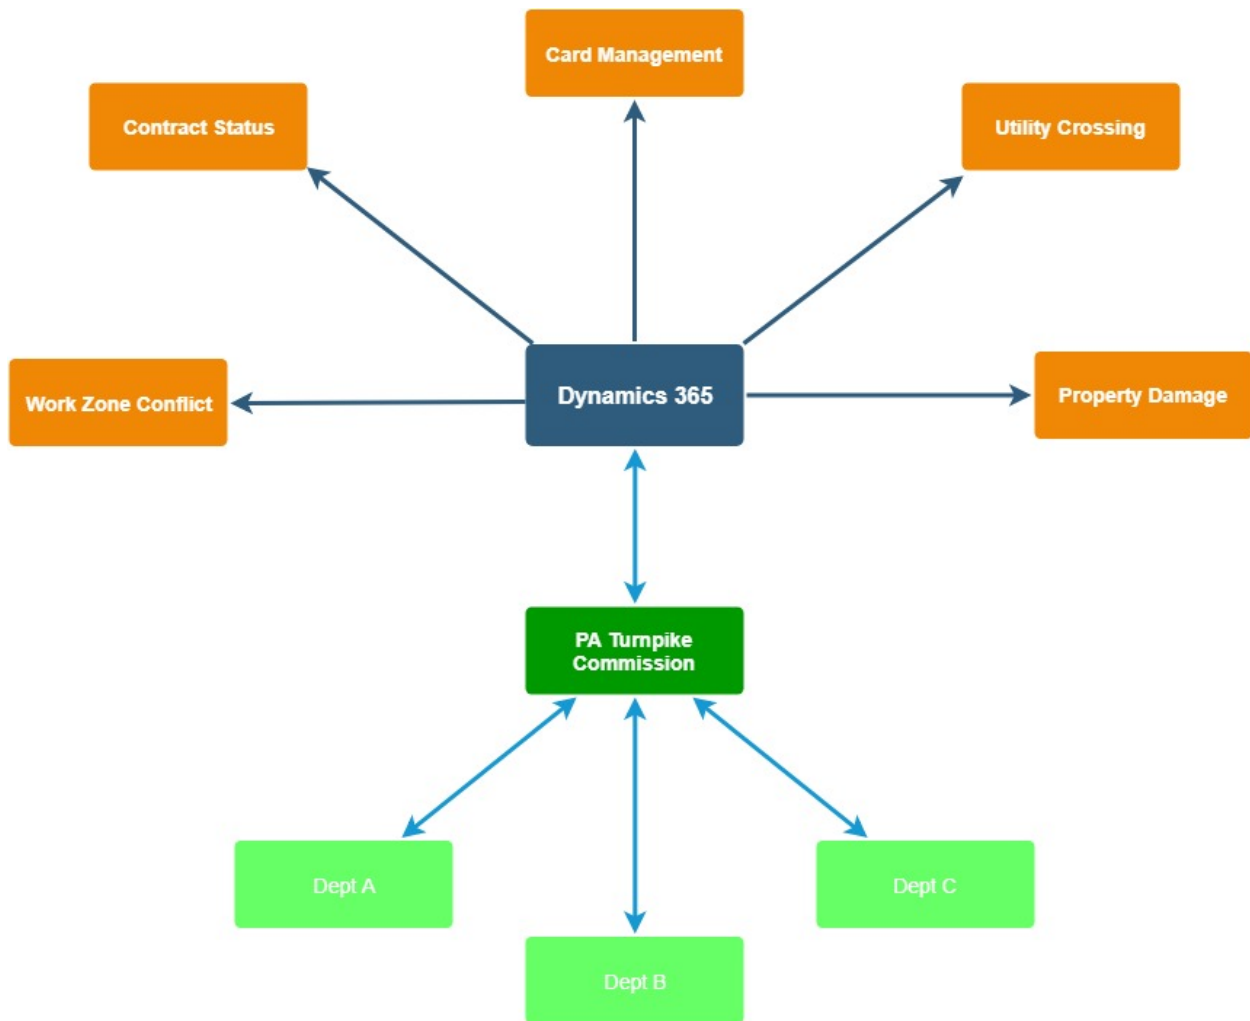 Card Management
Contract Status
Utility Crossing
Work Zone Conflict
Dynamics 365
Property Damage
PA Turnpike
Commission
Dept A
Dept C
Dept B